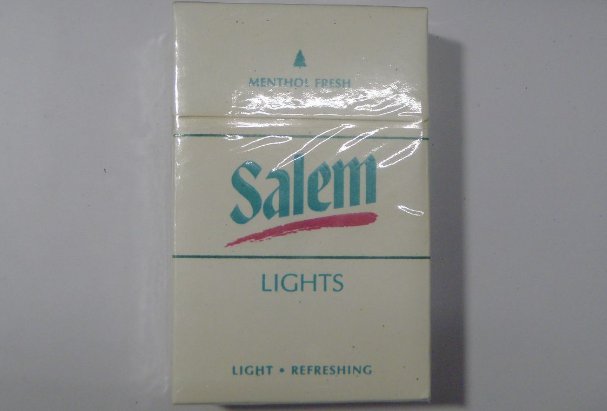 MENTHOL FRESH
Salem
LIGHTS
LIGHT • REFRESHING